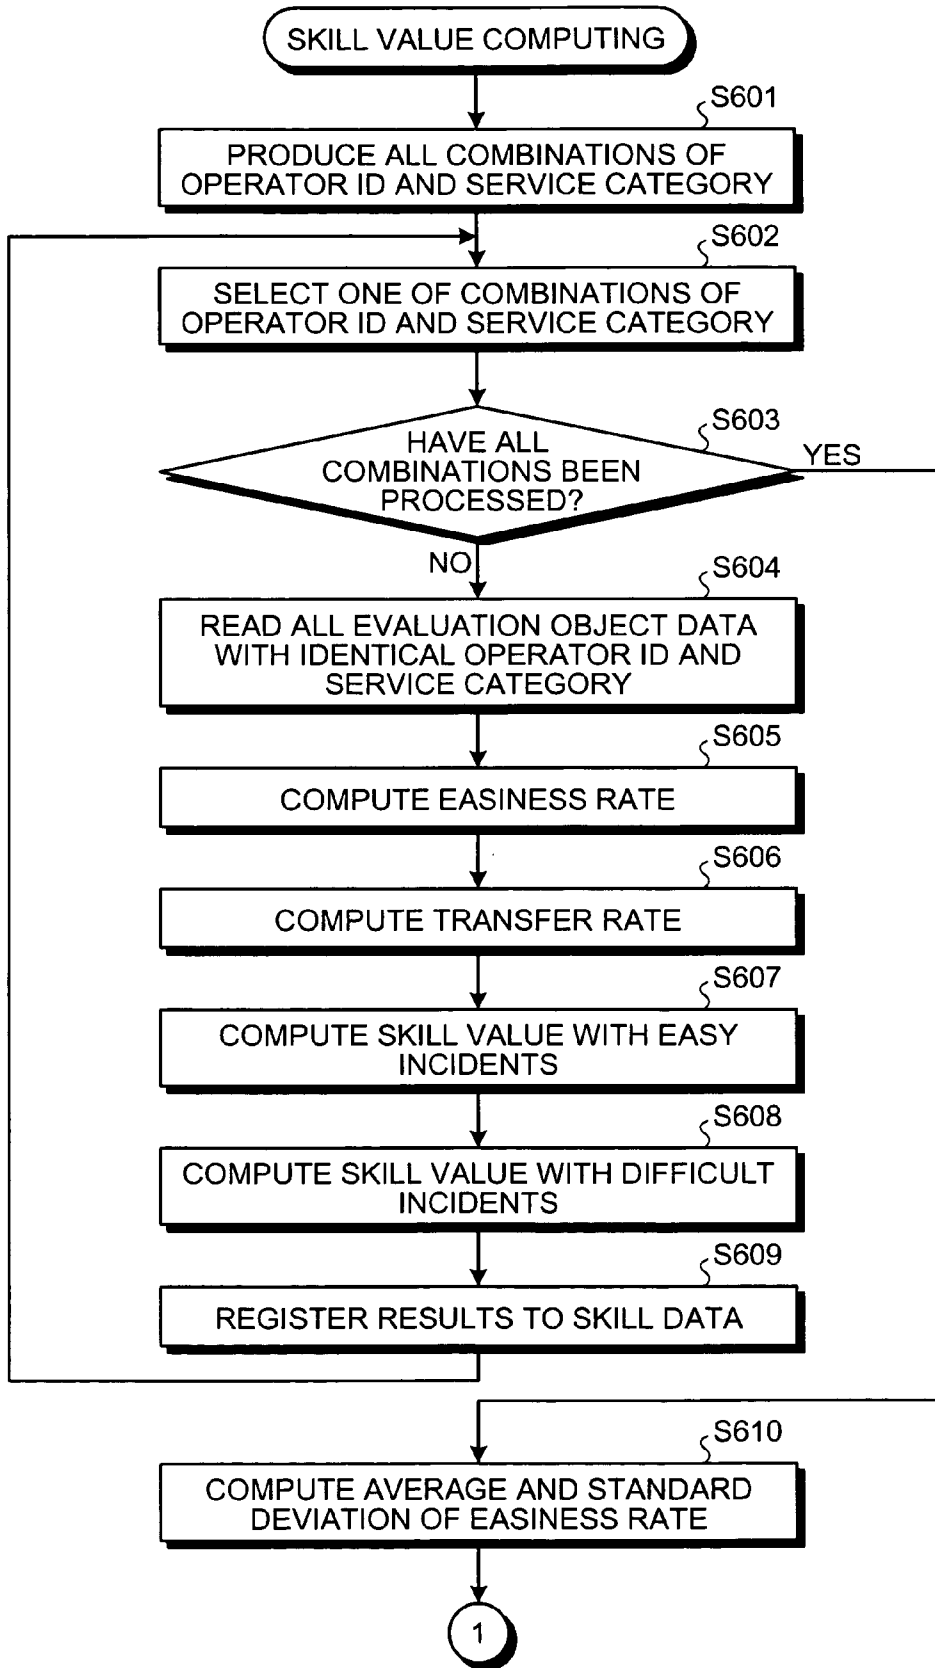 SKILL VALUE COMPUTING
S601
PRODUCE ALL COMBINATIONS OF
OPERATOR ID AND SERVICE CATEGORY
S602
SELECT ONE OF COMBINATIONS OF
OPERATOR ID AND SERVICE CATEGORY
S603
HAVE ALL
COMBINATIONS BEEN
PROCESSED?
YES
NO
S604
READ ALL EVALUATION OBJECT DATA
WITH IDENTICAL OPERATOR ID AND
SERVICE CATEGORY
S605
COMPUTE EASINESS RATE
S606
COMPUTE TRANSFER RATE
S607
COMPUTE SKILL VALUE WITH EASY
INCIDENTS
S608
COMPUTE SKILL VALUE WITH DIFFICULT
INCIDENTS
S609
REGISTER RESULTS TO SKILL DATA
S610
COMPUTE AVERAGE AND STANDARD
DEVIATION OF EASINESS RATE
1